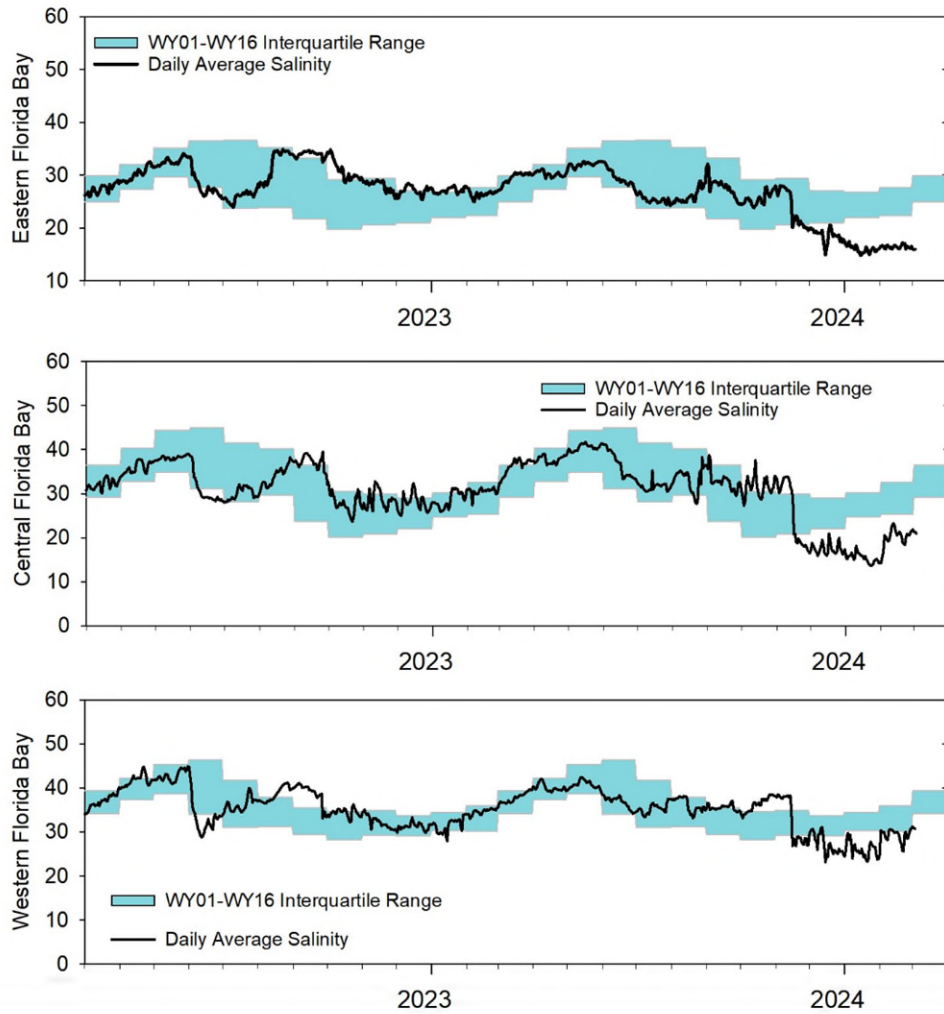 Eastern Florida Bay
60
50
40
30
20
10
WY01-WY16 Interquartile Range
Daily Average Salinity
2023
2024
Central Florida Bay
60
50
40
30
20
10
0
WY01-WY16 Interquartile Range
Daily Average Salinity
2023
2024
Western Florida Bay
60
50
40
30
20
10
0
WY01-WY16 Interquartile Range
Daily Average Salinity
2023
2024